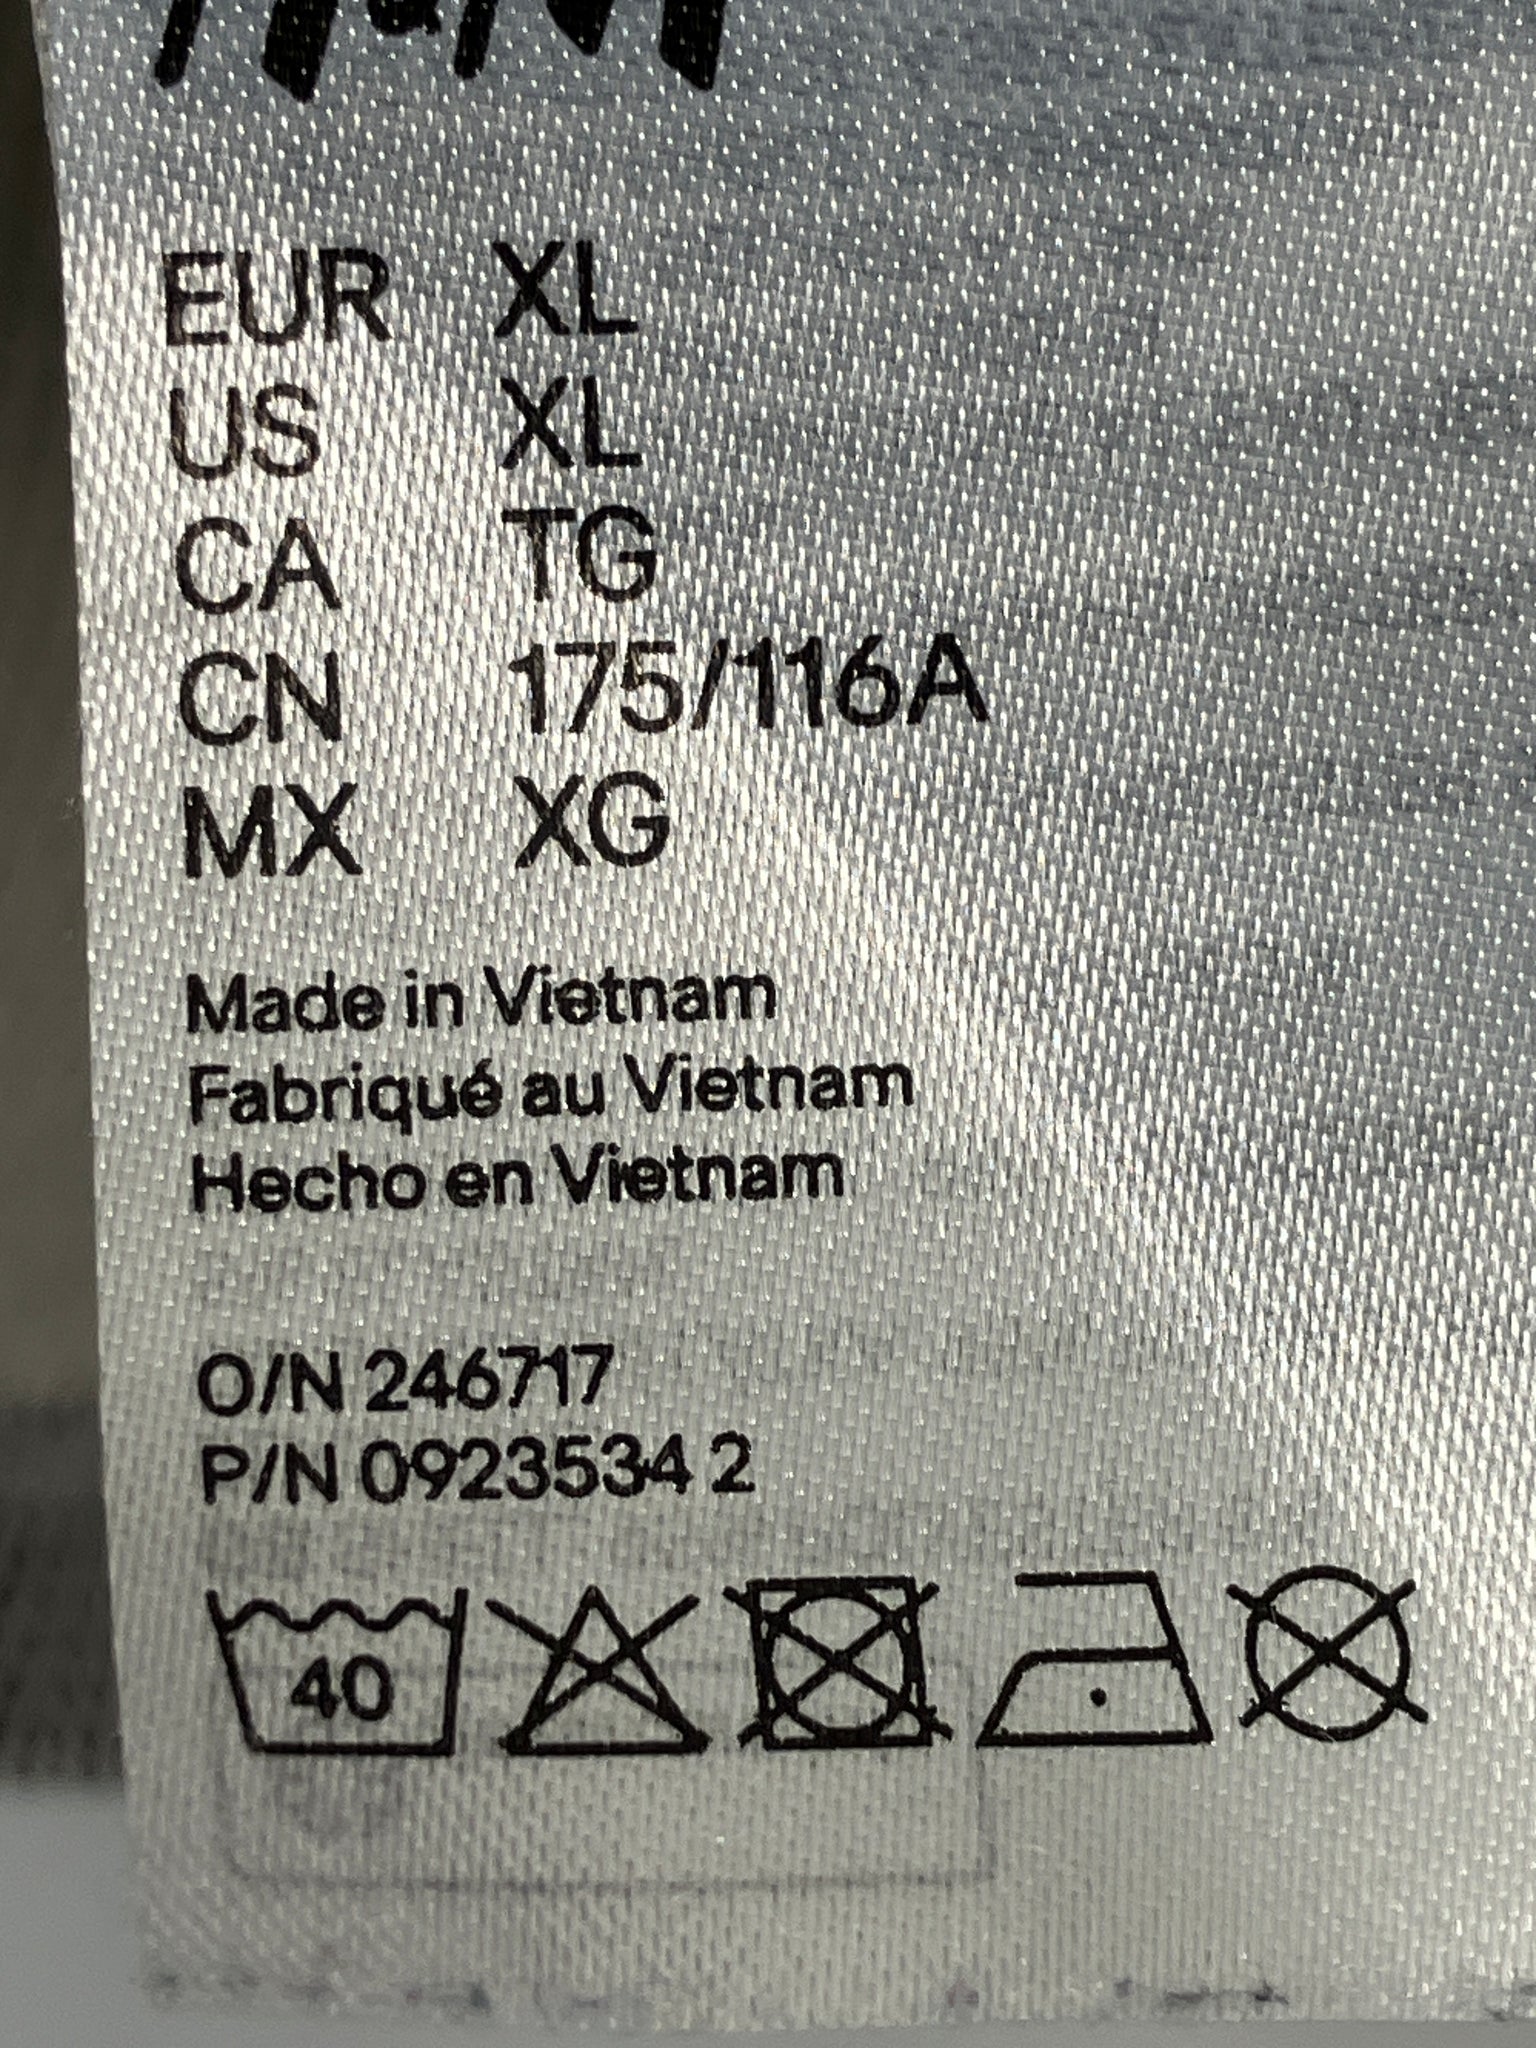 H&M
EUR XL
US XL
CA TG
CN 175/116A
MX XG
Made in Vietnam
Fabriqué au Vietnam
Hecho en Vietnam
O/N 246717
P/N 0923534 2
40